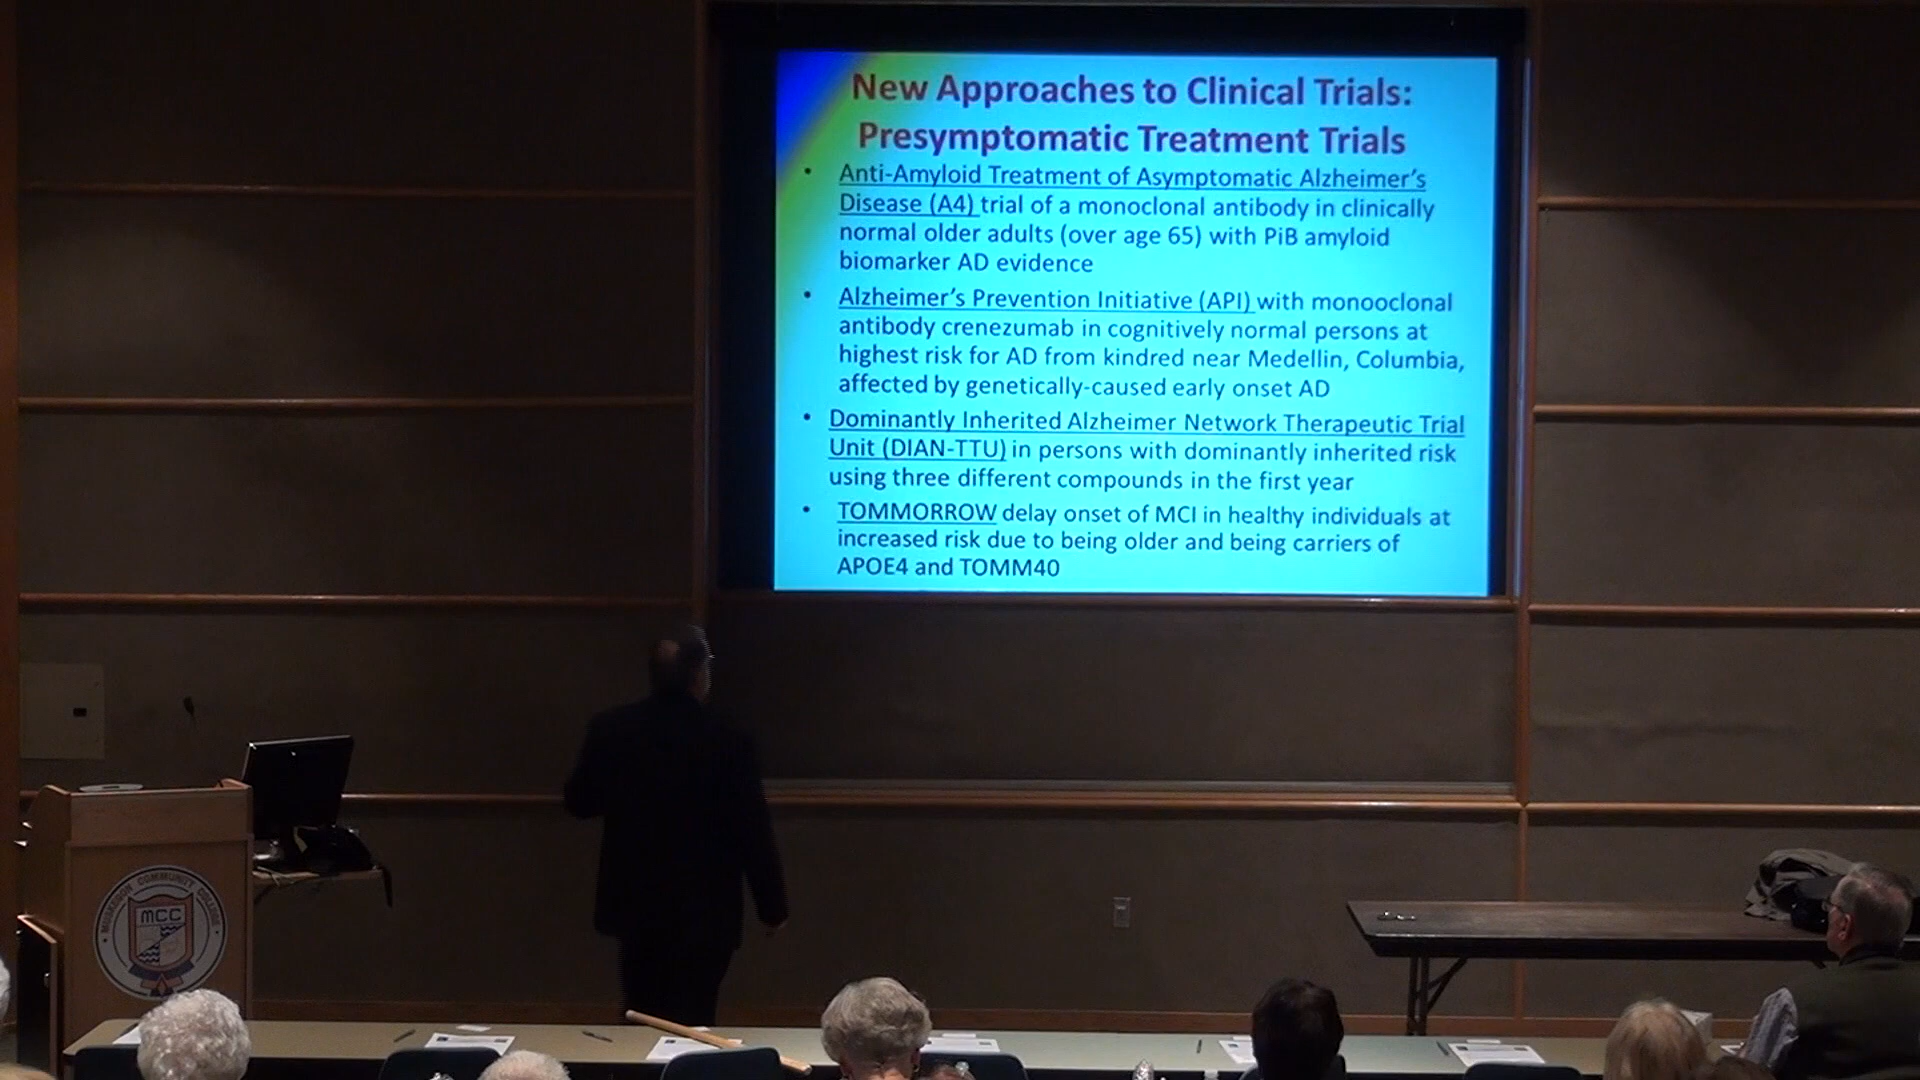 New Approaches to Clinical Trials:
Presymptomatic Treatment Trials
• Anti-Amyloid Treatment of Asymptomatic Alzheimer's
Disease (A4) trial of a monoclonal antibody in clinically
normal older adults (over age 65) with PiB amyloid
biomarker AD evidence
• Alzheimer's Prevention Initiative (API) with monooclonal
antibody crenezumab in cognitively normal persons at
highest risk for AD from kindred near Medellin, Columbia,
affected by genetically-caused early onset AD
• Dominantly Inherited Alzheimer Network Therapeutic Trial
Unit (DIAN-TTU) in persons with dominantly inherited risk
using three different compounds in the first year
• TOMMORROW delay onset of MCI in healthy individuals at
increased risk due to being older and being carriers of
APOE4 and TOMM40
MUSKEGON COMMUNITY COLLEGE
MCC